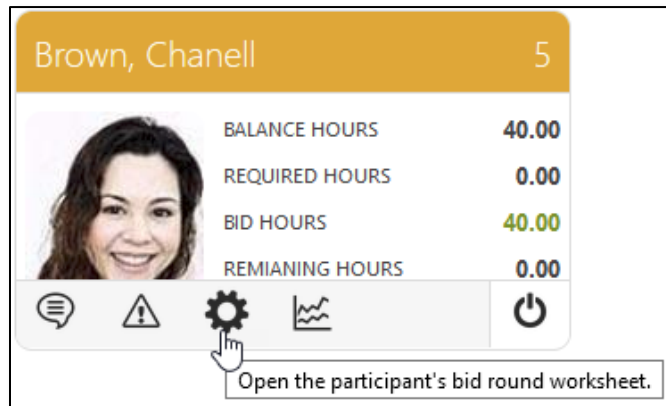 Brown, Chanell 5
BALANCE HOURS 40.00
REQUIRED HOURS 0.00
BID HOURS 40.00
REMIANING HOURS 0.00
Open the participant's bid round worksheet.